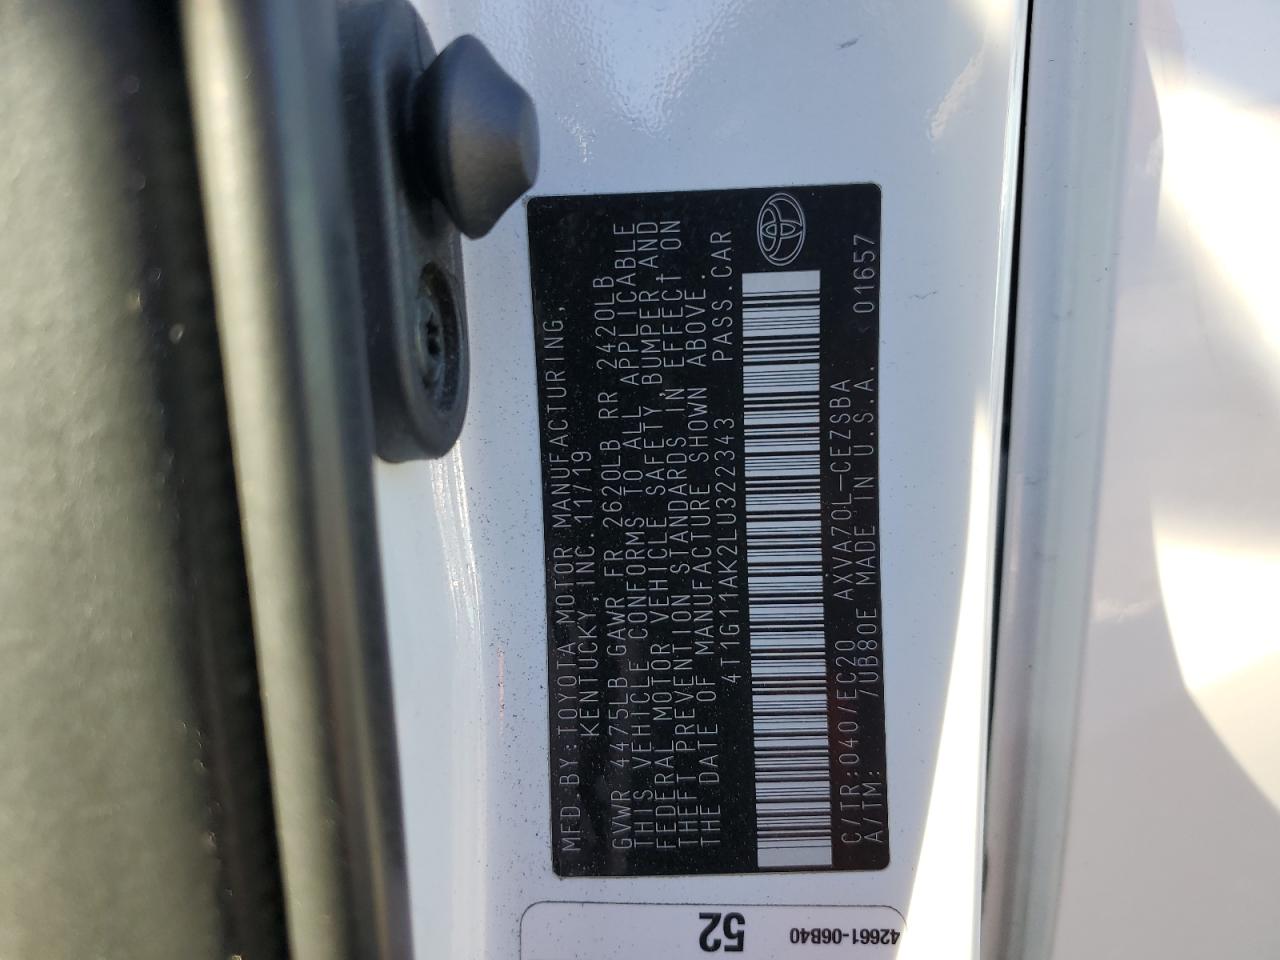 MFD BY:TOYOTA MOTOR MANUFACTURING,
KENTUCKY, INC. 11/19
GVWR 4475LB GAWR FR 2620LB RR 2420LB
THIS VEHICLE CONFORMS TO ALL APPLICABLE
FEDERAL MOTOR VEHICLE SAFETY,BUMPER,AND
THEFT PREVENTION STANDARDS IN EFFECT ON
THE DATE OF MANUFACTURE SHOWN ABOVE.
4T1G11AK2LU322343 PASS.CAR
C/TR:040/EC20 AXVA70L-CEZSBA 01657
A/TM: 7UB80E MADE IN U.S.A.
52
42661-06B40